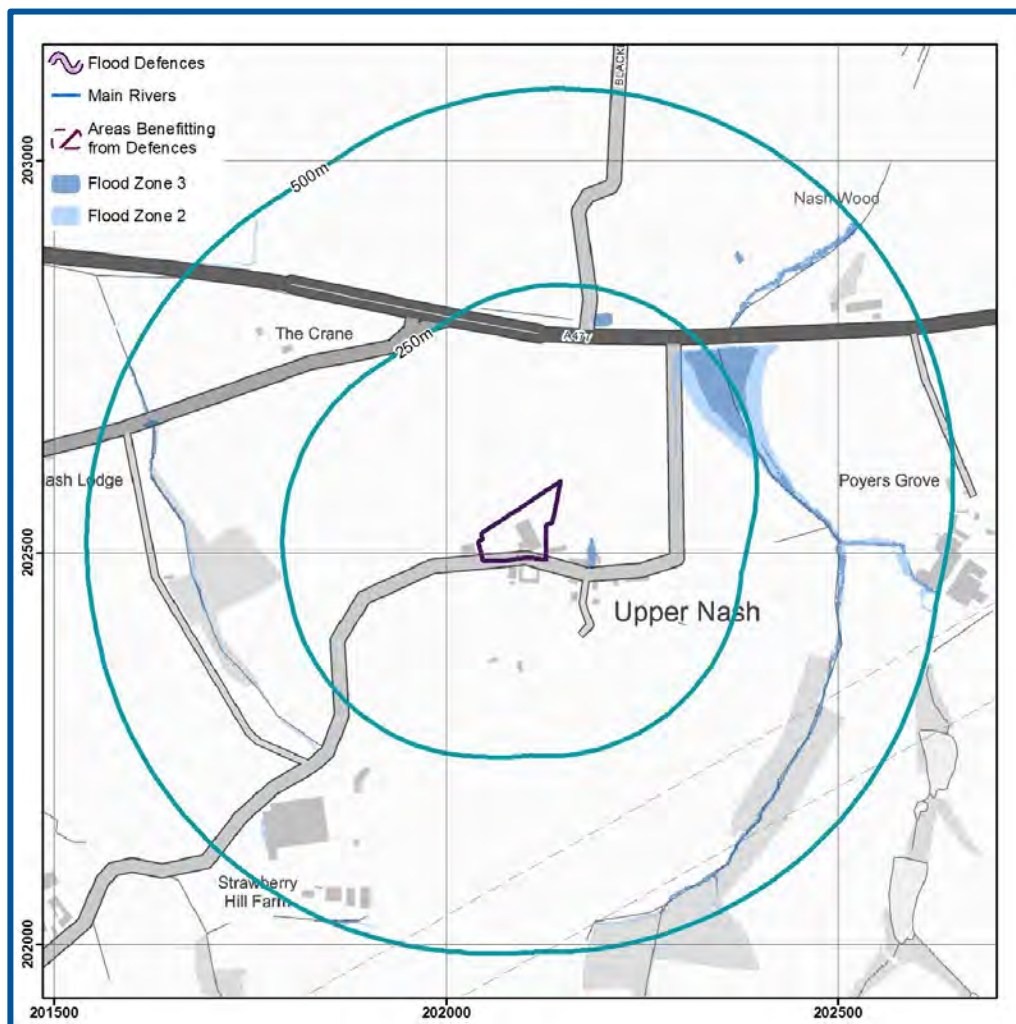 Flood Defences
Main Rivers
Areas Benefitting
from Defences
Flood Zone 3
Flood Zone 2
203000
202500
202000
500m
250m
Nash Wood
The Crane
A477
ash Lodge
Poyers Grove
Upper Nash
Strawberry
Hill Farm
201500
202000
202500